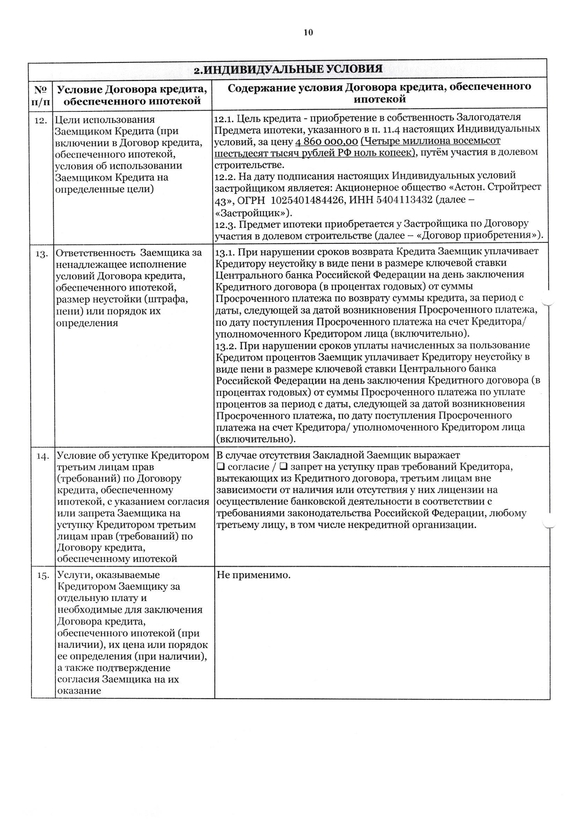 10
2.ИНДИВИДУАЛЬНЫЕ УСЛОВИЯ
№ п/п
Условие Договора кредита, обеспеченного ипотекой
Содержание условия Договора кредита, обеспеченного ипотекой
12.
Цели использования
Заемщиком Кредита (при
включении в Договор кредита,
обеспеченного ипотекой,
условия об использовании
Заемщиком Кредита на
определенные цели)
12.1. Цель кредита - приобретение в собственность Залогодателя
Предмета ипотеки, указанного в п. 11.4 настоящих Индивидуальных
условий, за цену 4 860 000,00 (Четыре миллиона восемьсот
шестьдесят тысяч рублей РФ ноль копеек), путём участия в долевом
строительстве.
12.2. На дату подписания настоящих Индивидуальных условий
застройщиком является: Акционерное общество «Астон. Стройтрест
43», ОГРН 1025401484426, ИНН 5404113432 (далее –
«Застройщик»).
12.3. Предмет ипотеки приобретается у Застройщика по Договору
участия в долевом строительстве (далее – «Договор приобретения»).
13.
Ответственность Заемщика за
ненадлежащее исполнение
условий Договора кредита,
обеспеченного ипотекой,
размер неустойки (штрафа,
пени) или порядок их
определения
13.1. При нарушении сроков возврата Кредита Заемщик уплачивает
Кредитору неустойку в виде пени в размере ключевой ставки
Центрального банка Российской Федерации на день заключения
Кредитного договора (в процентах годовых) от суммы
Просроченного платежа по возврату суммы кредита, за период с
даты, следующей за датой возникновения Просроченного платежа,
по дату поступления Просроченного платежа на счет Кредитора/
уполномоченного Кредитором лица (включительно).
13.2. При нарушении сроков уплаты начисленных за пользование
Кредитом процентов Заемщик уплачивает Кредитору неустойку в
виде пени в размере ключевой ставки Центрального банка
Российской Федерации на день заключения Кредитного договора (в
процентах годовых) от суммы Просроченного платежа по уплате
процентов за период с даты, следующей за датой возникновения
Просроченного платежа, по дату поступления Просроченного
платежа на счет Кредитора/ уполномоченного Кредитором лица
(включительно).
14.
Условие об уступке Кредитором
третьим лицам прав
(требований) по Договору
кредита, обеспеченному
ипотекой, с указанием согласия
или запрета Заемщика на
уступку Кредитором третьим
лицам прав (требований) по
Договору кредита,
обеспеченному ипотекой
В случае отсутствия Закладной Заемщик выражает
❑ согласие / ❑ запрет на уступку прав требований Кредитора,
вытекающих из Кредитного договора, третьим лицам вне
зависимости от наличия или отсутствия у них лицензии на
осуществление банковской деятельности в соответствии с
требованиями законодательства Российской Федерации, любому
третьему лицу, в том числе некредитной организации.
15.
Услуги, оказываемые
Кредитором Заемщику за
отдельную плату и
необходимые для заключения
Договора кредита,
обеспеченного ипотекой (при
наличии), их цена или порядок
ее определения (при наличии),
а также подтверждение
согласия Заемщика на их
оказание
Не применимо.